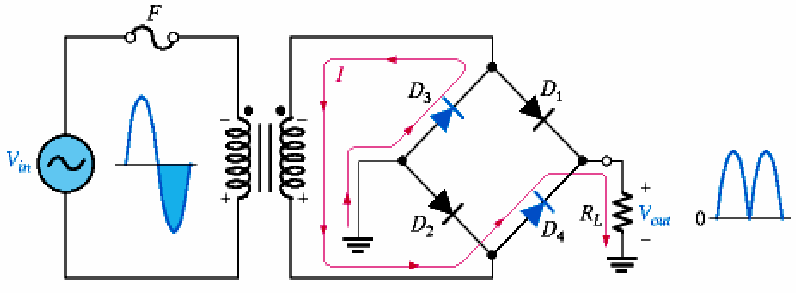 F
I
D3
D1
Vin
− −
+ +
D2
D4
RL
+
Vout
−
0